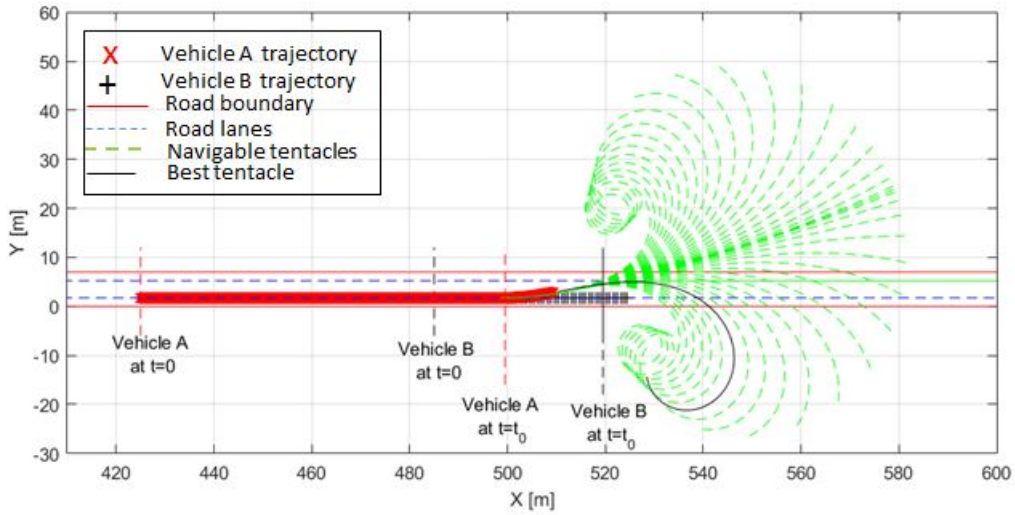 60
50
40
30
20
10
0
-10
-20
-30
Y [m]
X Vehicle A trajectory
+ Vehicle B trajectory
Road boundary
Road lanes
Navigable tentacles
Best tentacle
Vehicle A
at t=0
Vehicle B
at t=0
Vehicle A
at t=t₀
Vehicle B
at t=t₀
420 440 460 480 500 520 540 560 580 600
X [m]